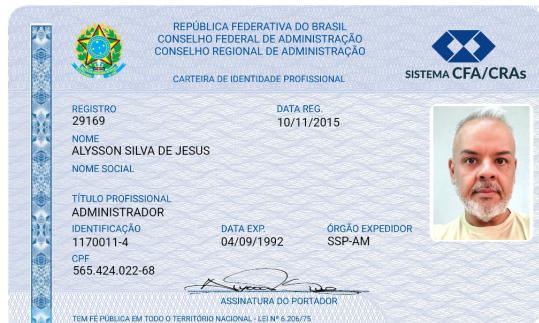 REPÚBLICA FEDERATIVA DO BRASIL
CONSELHO FEDERAL DE ADMINISTRAÇÃO
CONSELHO REGIONAL DE ADMINISTRAÇÃO
CARTEIRA DE IDENTIDADE PROFISSIONAL
SISTEMA CFA/CRAs
REGISTRO
29169
DATA REG.
10/11/2015
NOME
ALYSSON SILVA DE JESUS
NOME SOCIAL
TÍTULO PROFISSIONAL
ADMINISTRADOR
IDENTIFICAÇÃO
1170011-4
DATA EXP.
04/09/1992
ÓRGÃO EXPEDIDOR
SSP-AM
CPF
565.424.022-68
ASSINATURA DO PORTADOR
TEM FÉ PÚBLICA EM TODO O TERRITÓRIO NACIONAL - LEI Nº 6.206/75